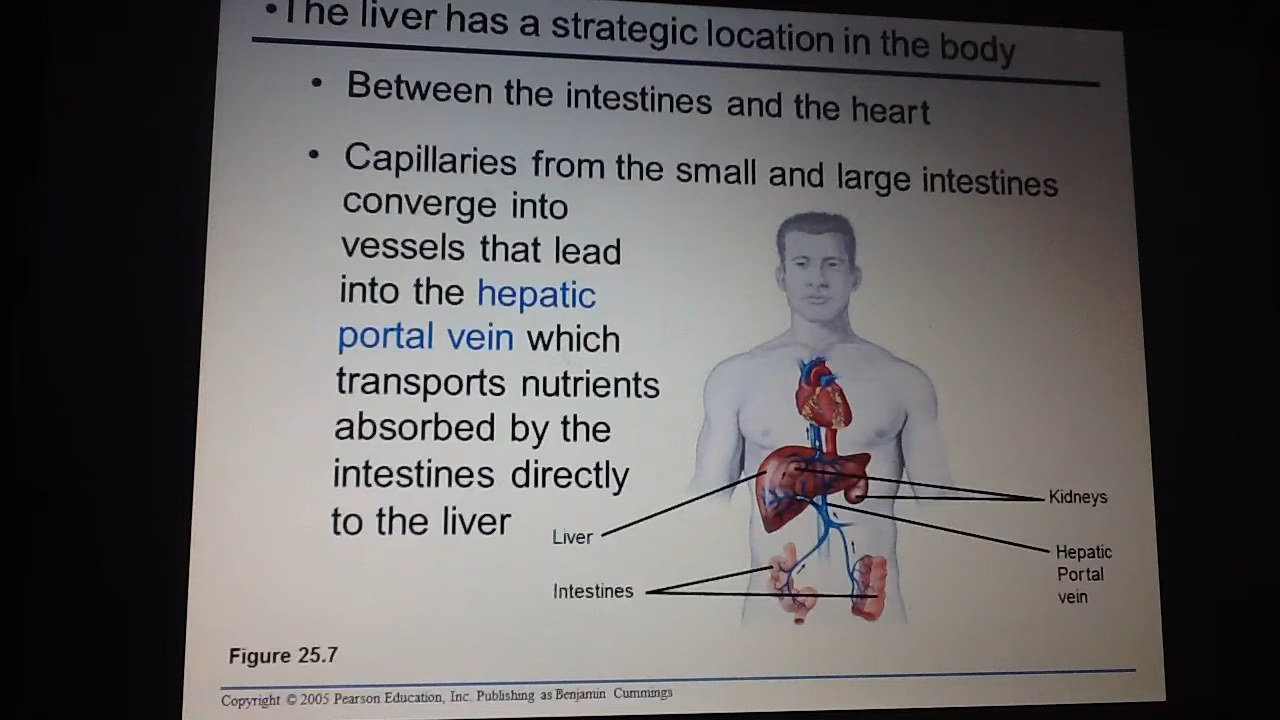 •The liver has a strategic location in the body
• Between the intestines and the heart
• Capillaries from the small and large intestines
converge into
vessels that lead
into the hepatic
portal vein which
transports nutrients
absorbed by the
intestines directly
to the liver
Liver
Intestines
Kidneys
Hepatic
Portal
vein
Figure 25.7
Copyright © 2005 Pearson Education, Inc. Publishing as Benjamin Cummings